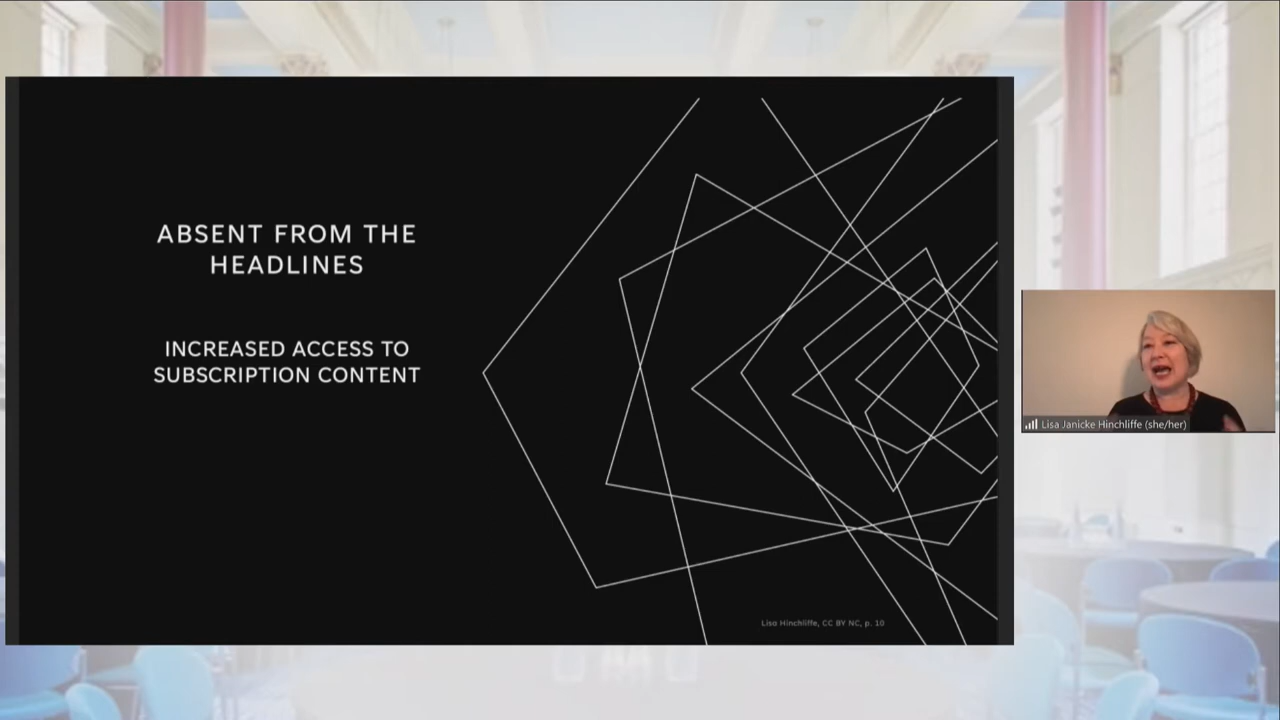 ABSENT FROM THE
HEADLINES
INCREASED ACCESS TO
SUBSCRIPTION CONTENT
Lisa Hinchliffe, CC BY NC, p. 10
Lisa Janicke Hinchliffe (she/her)